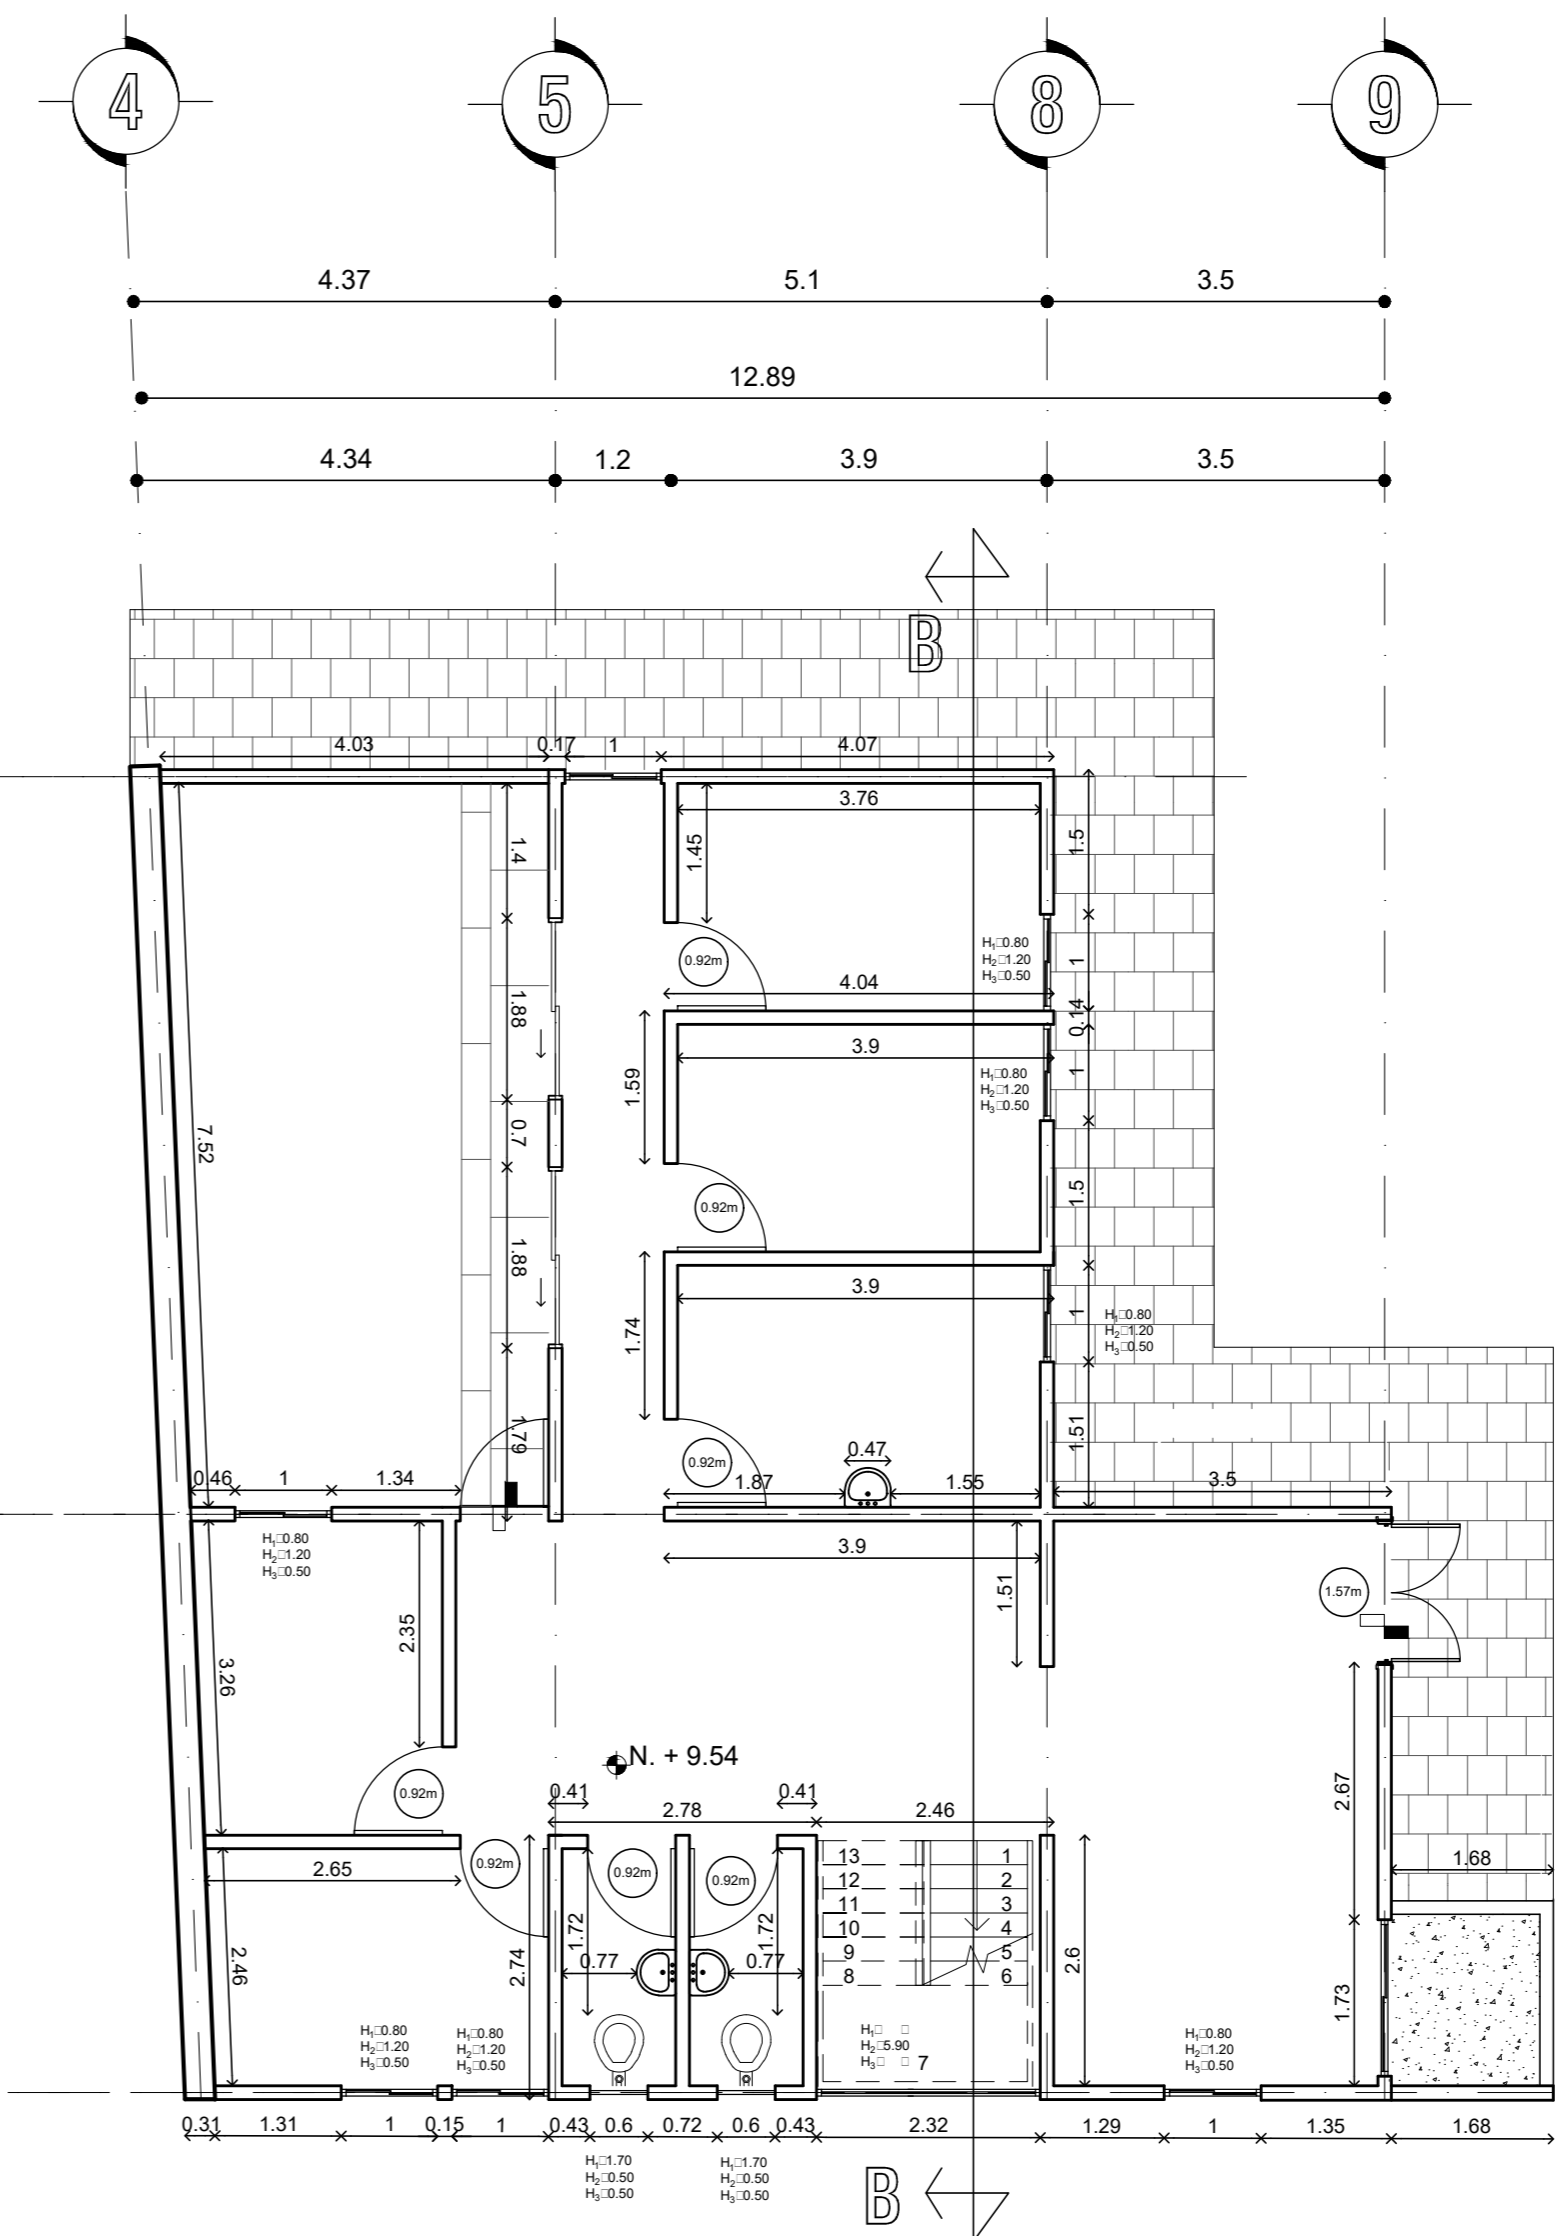 4 5 8 9
4.37 5.1 3.5
12.89
4.34 1.2 3.9 3.5
B
4.03 0.17 1 4.07
3.76
1.4
1.45
1.5
0.92m
H₁□0.80
H₂□1.20
H₃□0.50
1
4.04
1.88
0.14
3.9
1.59
H₁□0.80
H₂□1.20
H₃□0.50
1
0.7
7.52
0.92m
1.5
1.88
3.9
1.74
1
H₁□0.80
H₂□1.20
H₃□0.50
1.79
0.47
1.51
0.92m
0.46 1 1.34 1.87 1.55 3.5
H₁□0.80
H₂□1.20
H₃□0.50
3.9
1.51
1.57m
2.35
3.26
N. + 9.54
0.92m
0.41 0.41
2.78 2.46
2.67
2.65
0.92m 0.92m 0.92m
13 1
12 2
11 3
10 4
9 5
8 6
7
1.68
1.72 1.72
0.77 0.77
2.46
2.74
2.6
1.73
H₁□0.80
H₂□1.20
H₃□0.50
H₁□0.80
H₂□1.20
H₃□0.50
H₁□ □
H₂□5.90
H₃□ □
H₁□0.80
H₂□1.20
H₃□0.50
0.31 1.31 1 0.15 1 0.43 0.6 0.72 0.6 0.43 2.32 1.29 1 1.35 1.68
H₁□1.70
H₂□0.50
H₃□0.50
H₁□1.70
H₂□0.50
H₃□0.50
B